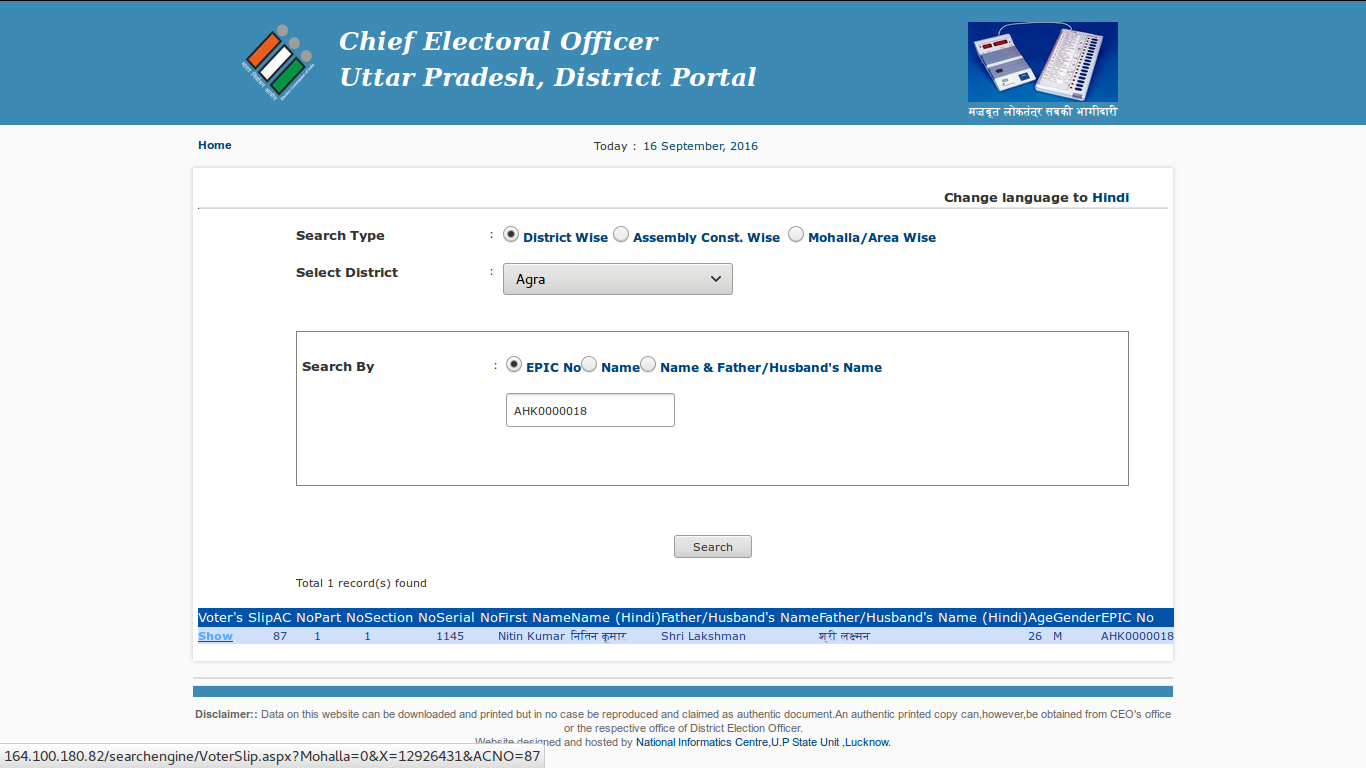 Chief Electoral Officer
Uttar Pradesh, District Portal
मजबूत लोकतंत्र सबकी भागीदारी
Home Today : 16 September, 2016
Change language to Hindi
Search Type : District Wise Assembly Const. Wise Mohalla/Area Wise
Select District : Agra
Search By : EPIC No Name Name & Father/Husband's Name
AHK0000018
Search
Total 1 record(s) found
Voter's Slip AC No Part No Section No Serial No First Name Name (Hindi) Father/Husband's Name Father/Husband's Name (Hindi) Age Gender EPIC No
Show 87 1 1 1145 Nitin Kumar नितिन कूमार Shri Lakshman श्री लक्ष्मन 26 M AHK0000018
Disclaimer:: Data on this website can be downloaded and printed but in no case be reproduced and claimed as authentic document.An authentic printed copy can,however,be obtained from CEO's office
or the respective office of District Election Officer.
Website designed and hosted by National Informatics Centre,U.P State Unit ,Lucknow.
164.100.180.82/searchengine/VoterSlip.aspx?Mohalla=0&X=12926431&ACNO=87